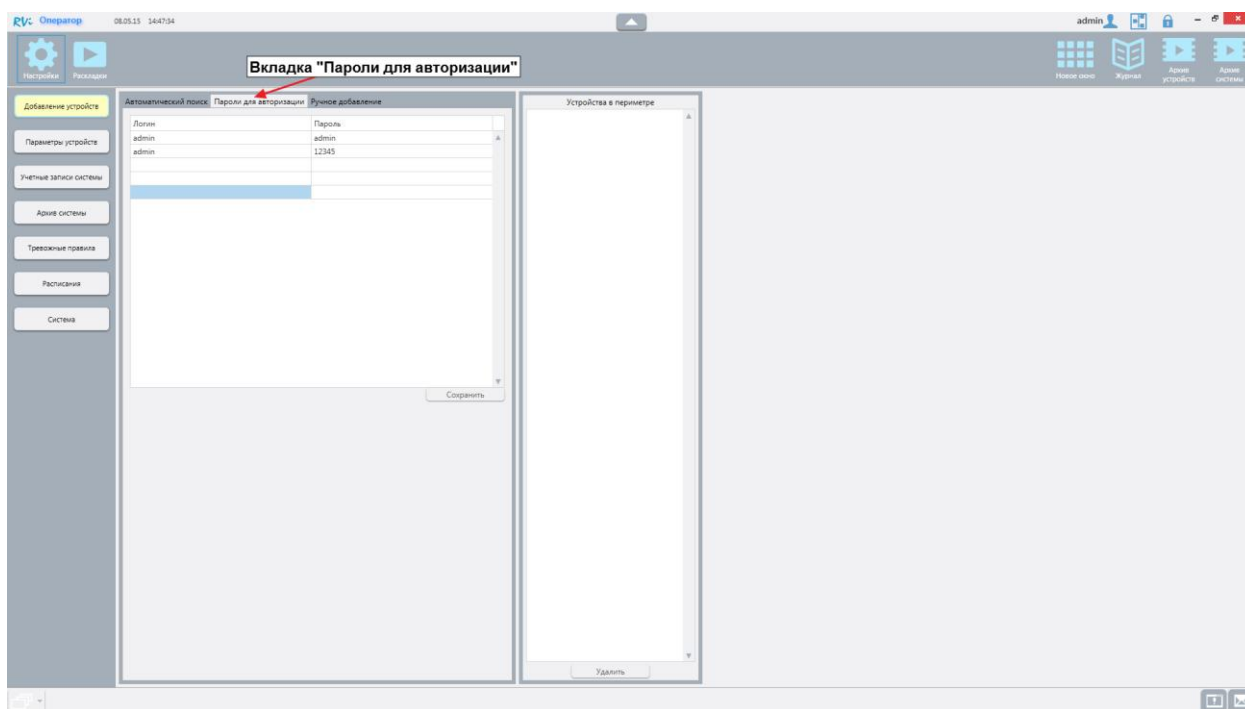 RVi Оператор 08.05.15 14:47:34 admin
Настройки Раскладки
Вкладка "Пароли для авторизации"
Новое окно Журнал Архив устройств Архив системы
Добавление устройств
Параметры устройств
Учетные записи системы
Архив системы
Тревожные правила
Расписания
Система
Автоматический поиск Пароли для авторизации Ручное добавление
Логин Пароль
admin admin
admin 12345
Сохранить
Устройства в периметре
Удалить